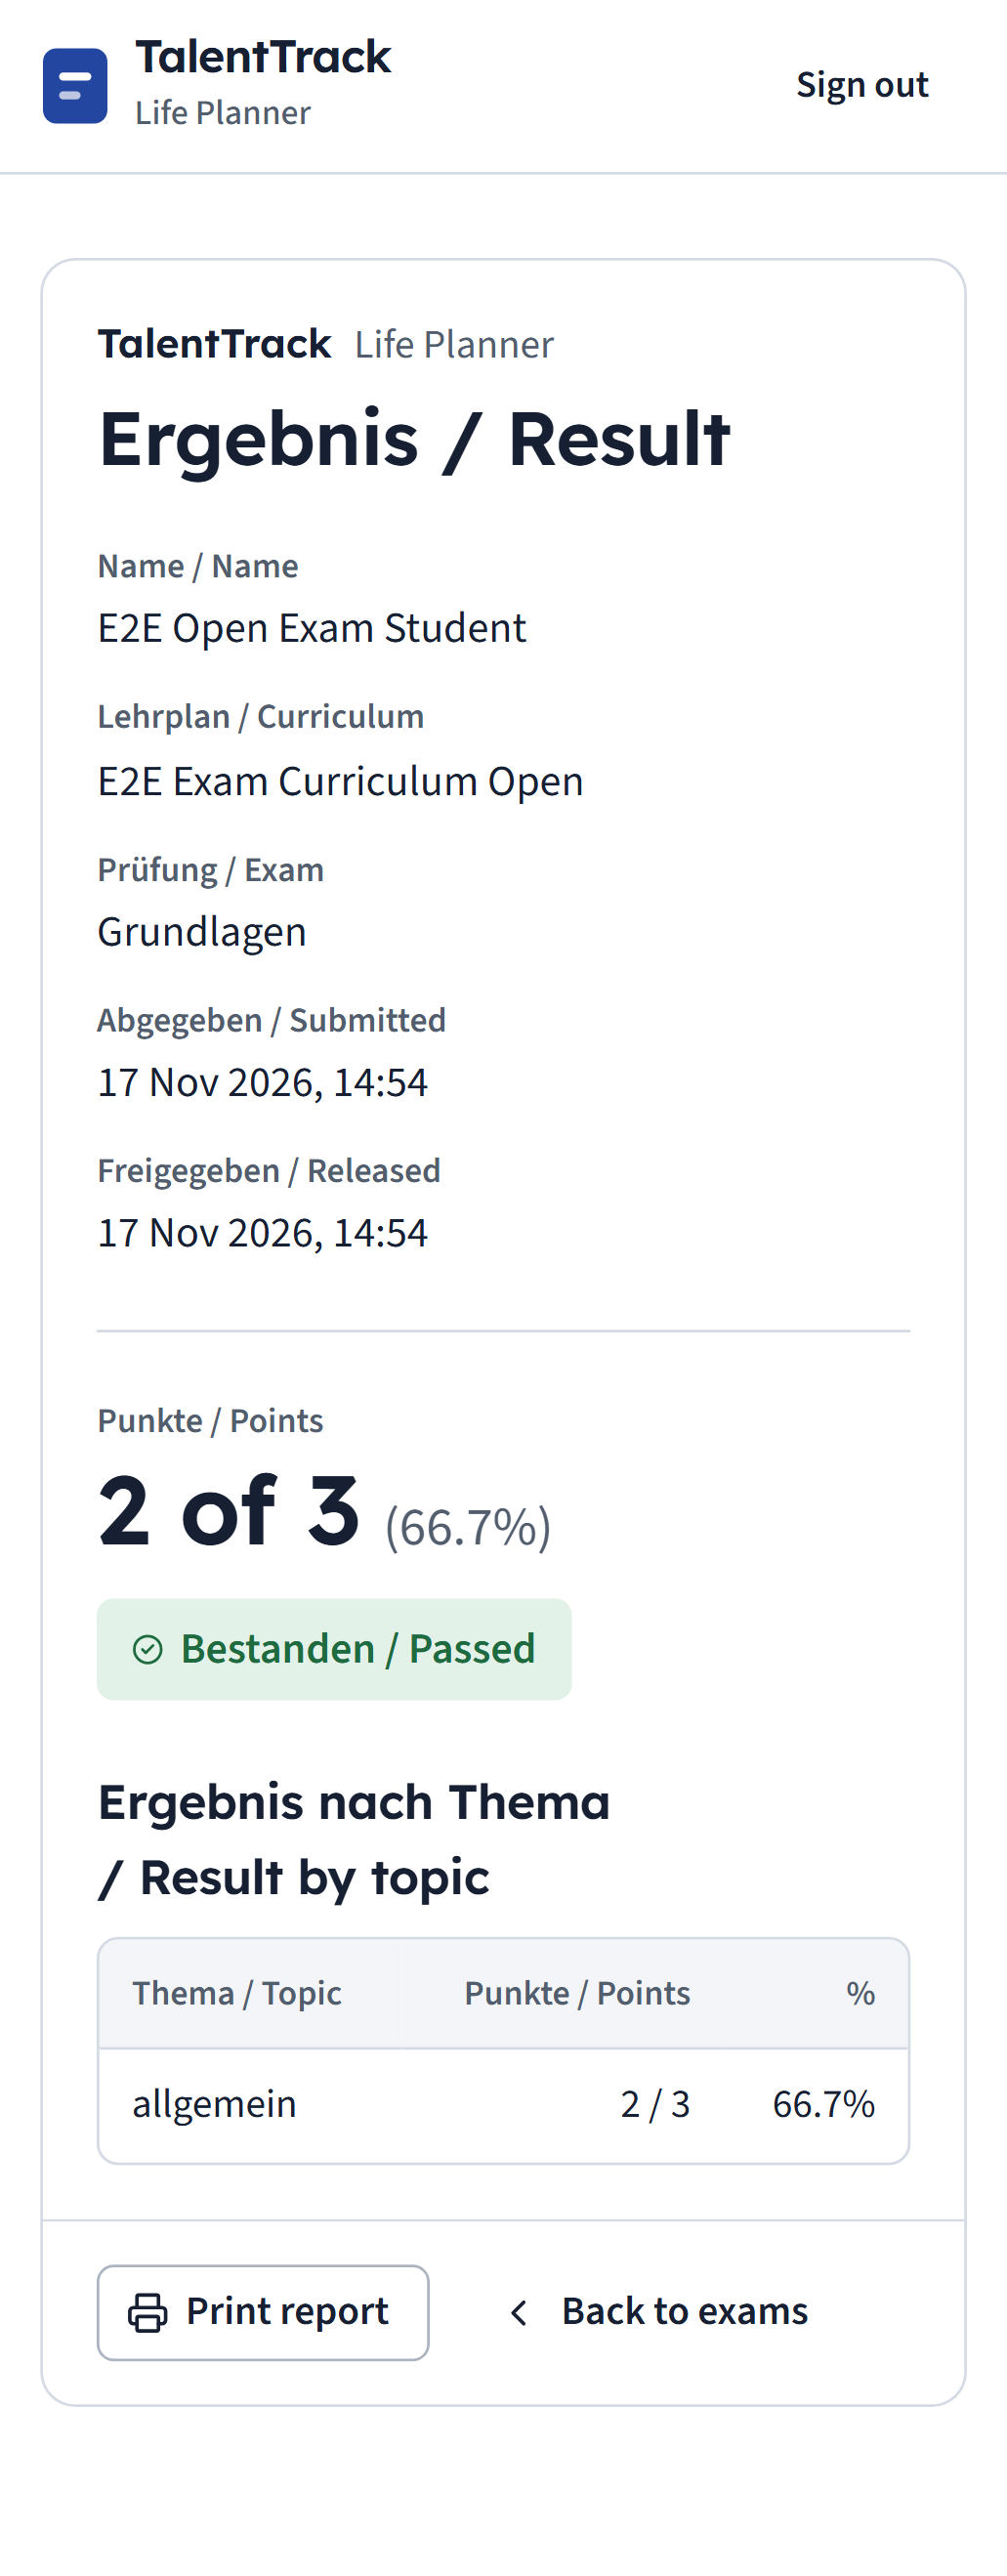 TalentTrack
Life Planner
Sign out
TalentTrack Life Planner
Ergebnis / Result
Name / Name
E2E Open Exam Student
Lehrplan / Curriculum
E2E Exam Curriculum Open
Prüfung / Exam
Grundlagen
Abgegeben / Submitted
17 Nov 2026, 14:54
Freigegeben / Released
17 Nov 2026, 14:54
Punkte / Points
2 of 3 (66.7%)
Bestanden / Passed
Ergebnis nach Thema
/ Result by topic
Thema / Topic Punkte / Points %
allgemein 2 / 3 66.7%
Print report Back to exams